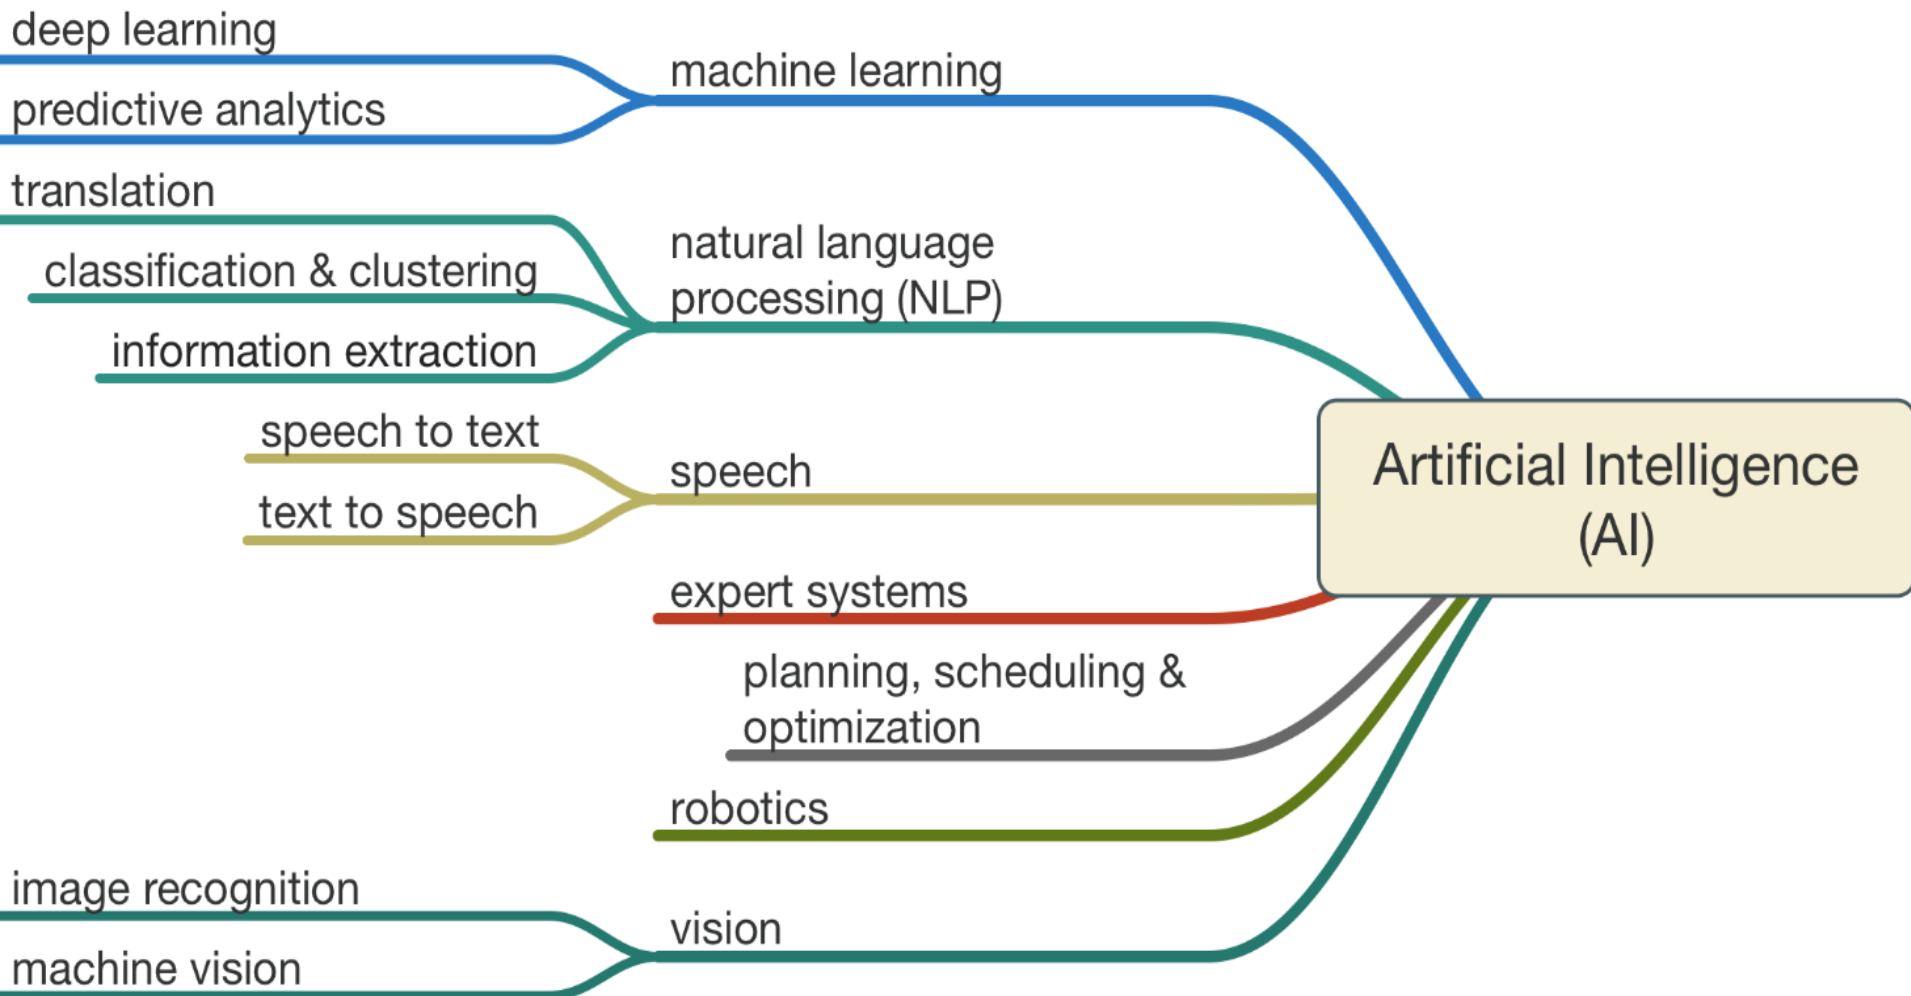 deep learning
predictive analytics
machine learning
translation
classification & clustering
information extraction
natural language
processing (NLP)
speech to text
text to speech
speech
expert systems
planning, scheduling &
optimization
robotics
image recognition
machine vision
vision
Artificial Intelligence
(AI)